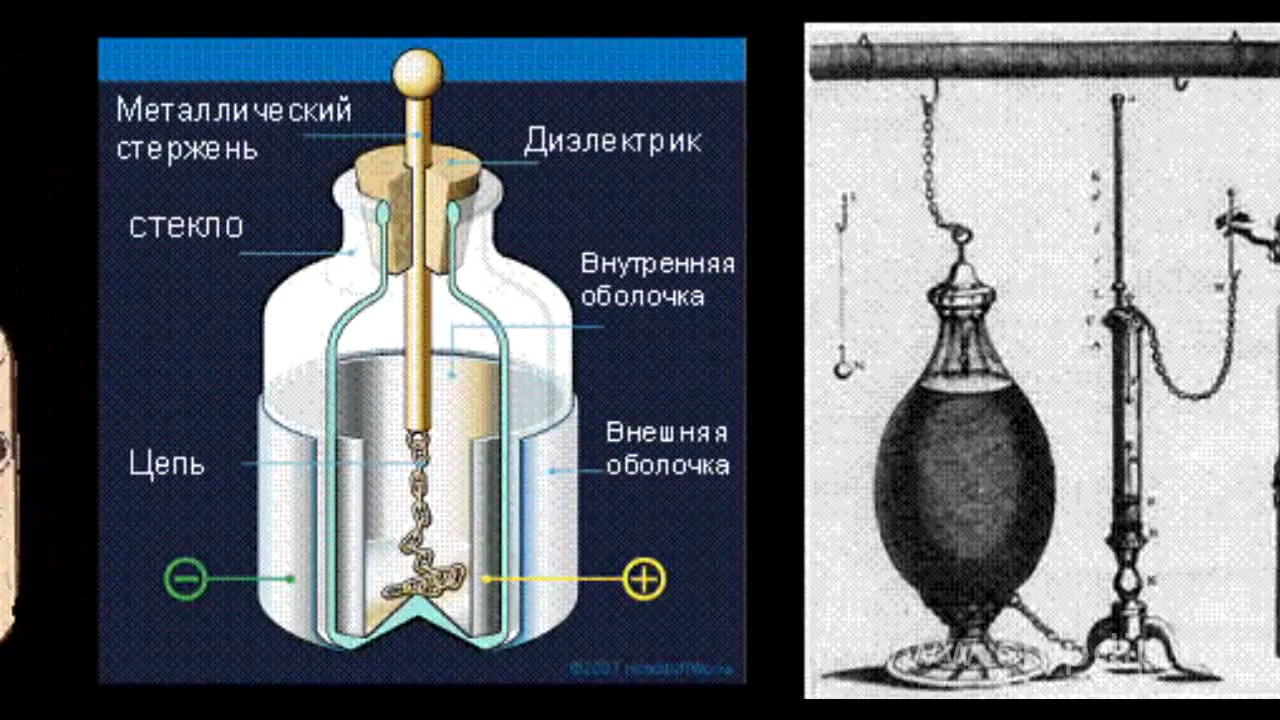 Металлический
стержень
Диэлектрик
стекло
Внутренняя
оболочка
Внешняя
оболочка
Цепь
− +